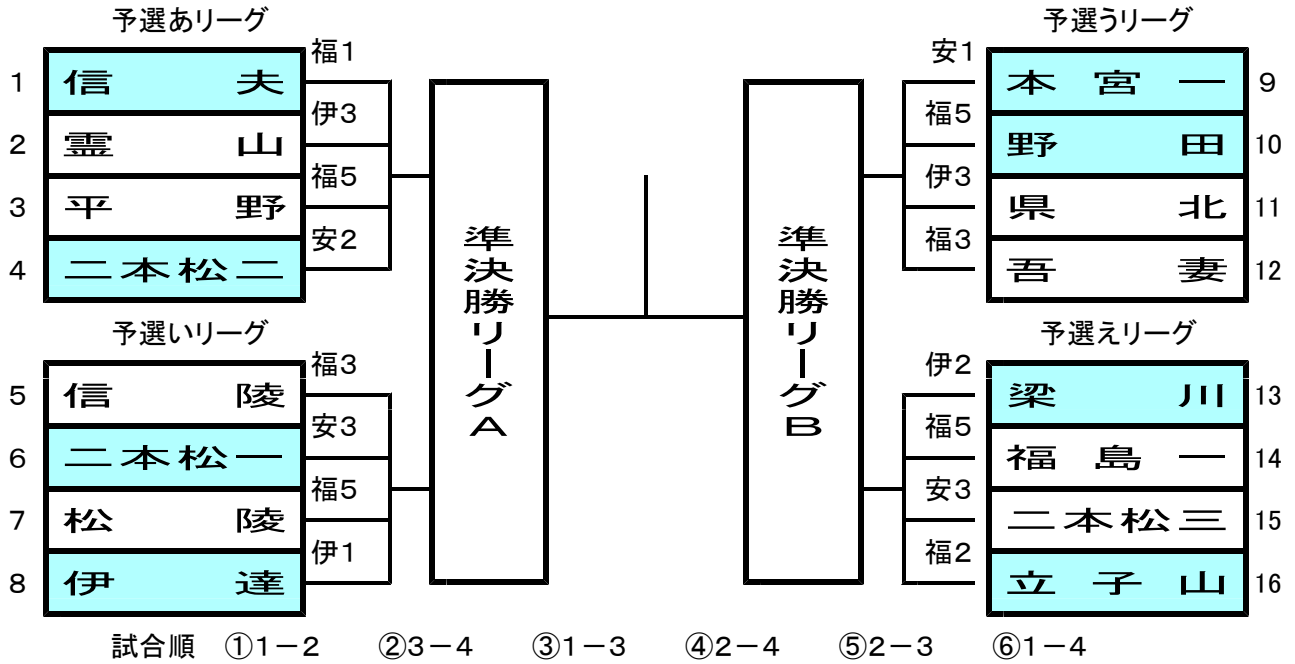 予選あリーグ
福1
1 信夫
伊3
2 霊山
福5
3 平野
安2
4 二本松二
予選いリーグ
福3
5 信陵
安3
6 二本松一
福5
7 松陵
伊1
8 伊達
準決勝リーグA
準決勝リーグB
予選うリーグ
安1
本宮一 9
福5
野田 10
伊3
県北 11
福3
吾妻 12
予選えリーグ
伊2
梁川 13
福5
福島一 14
安3
二本松三 15
福2
立子山 16
試合順 ①1－2 ②3－4 ③1－3 ④2－4 ⑤2－3 ⑥1－4